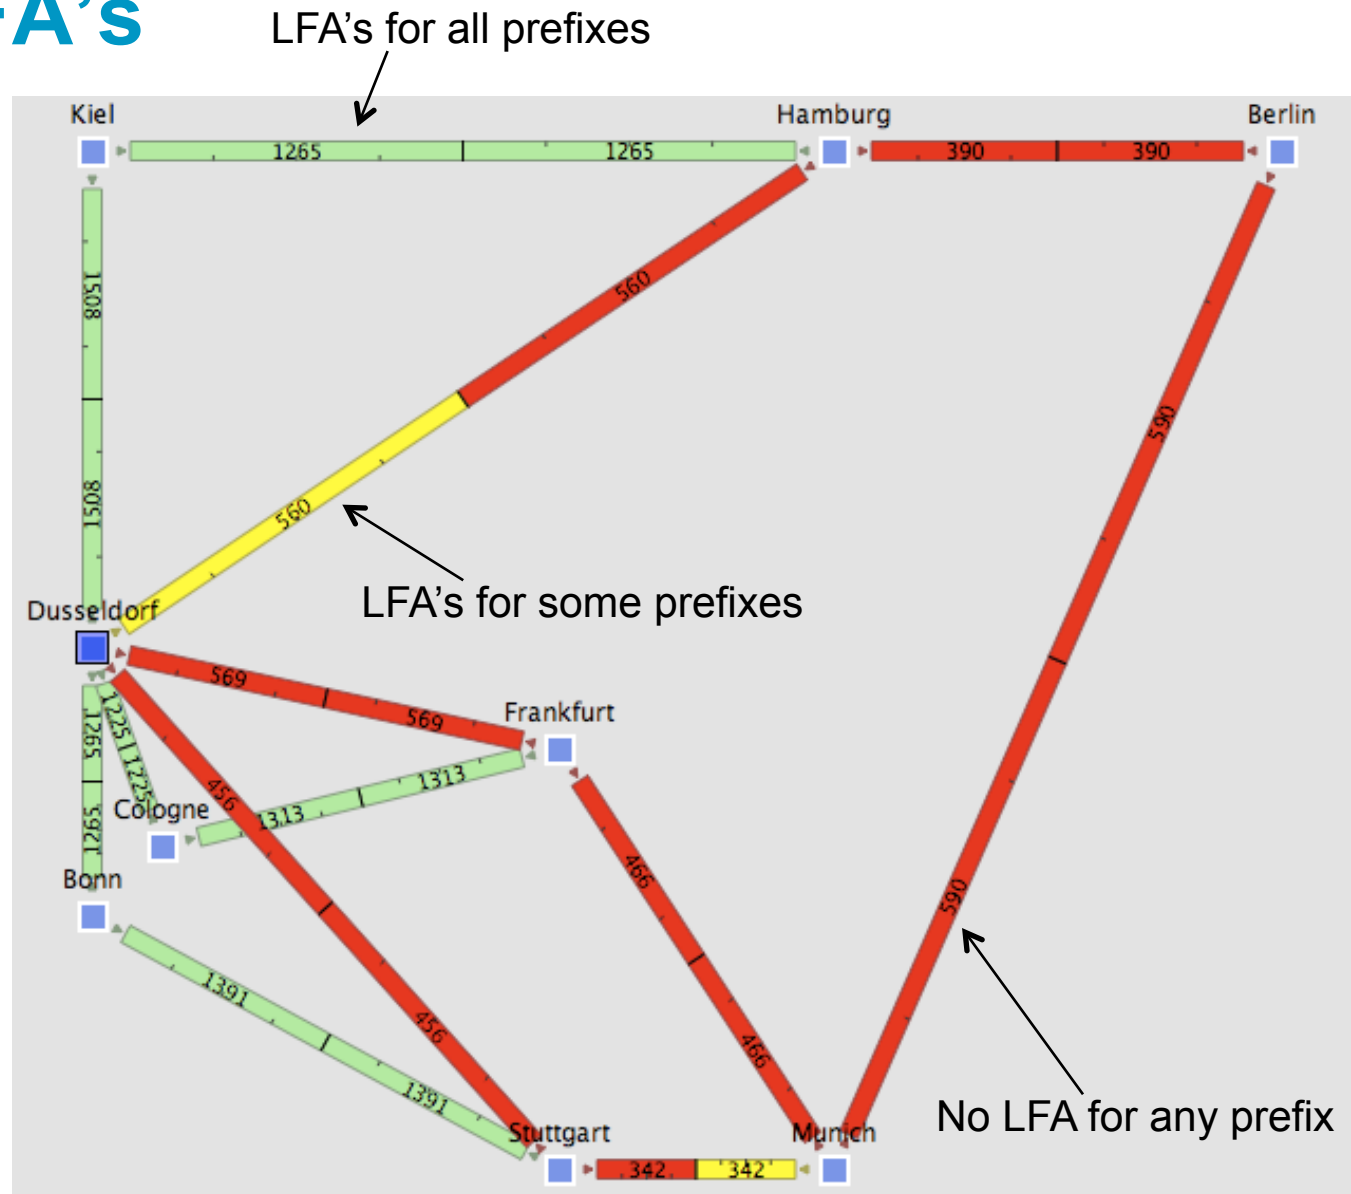 FA's
LFA's for all prefixes
Kiel
Hamburg
Berlin
1265
1265
390
390
1508
560
590
1508
560
LFA's for some prefixes
Dusseldorf
569
569
Frankfurt
1265
1225
1225
456
1313
1313
Cologne
1265
Bonn
466
590
1391
456
466
1391
No LFA for any prefix
Stuttgart
Munich
342
342